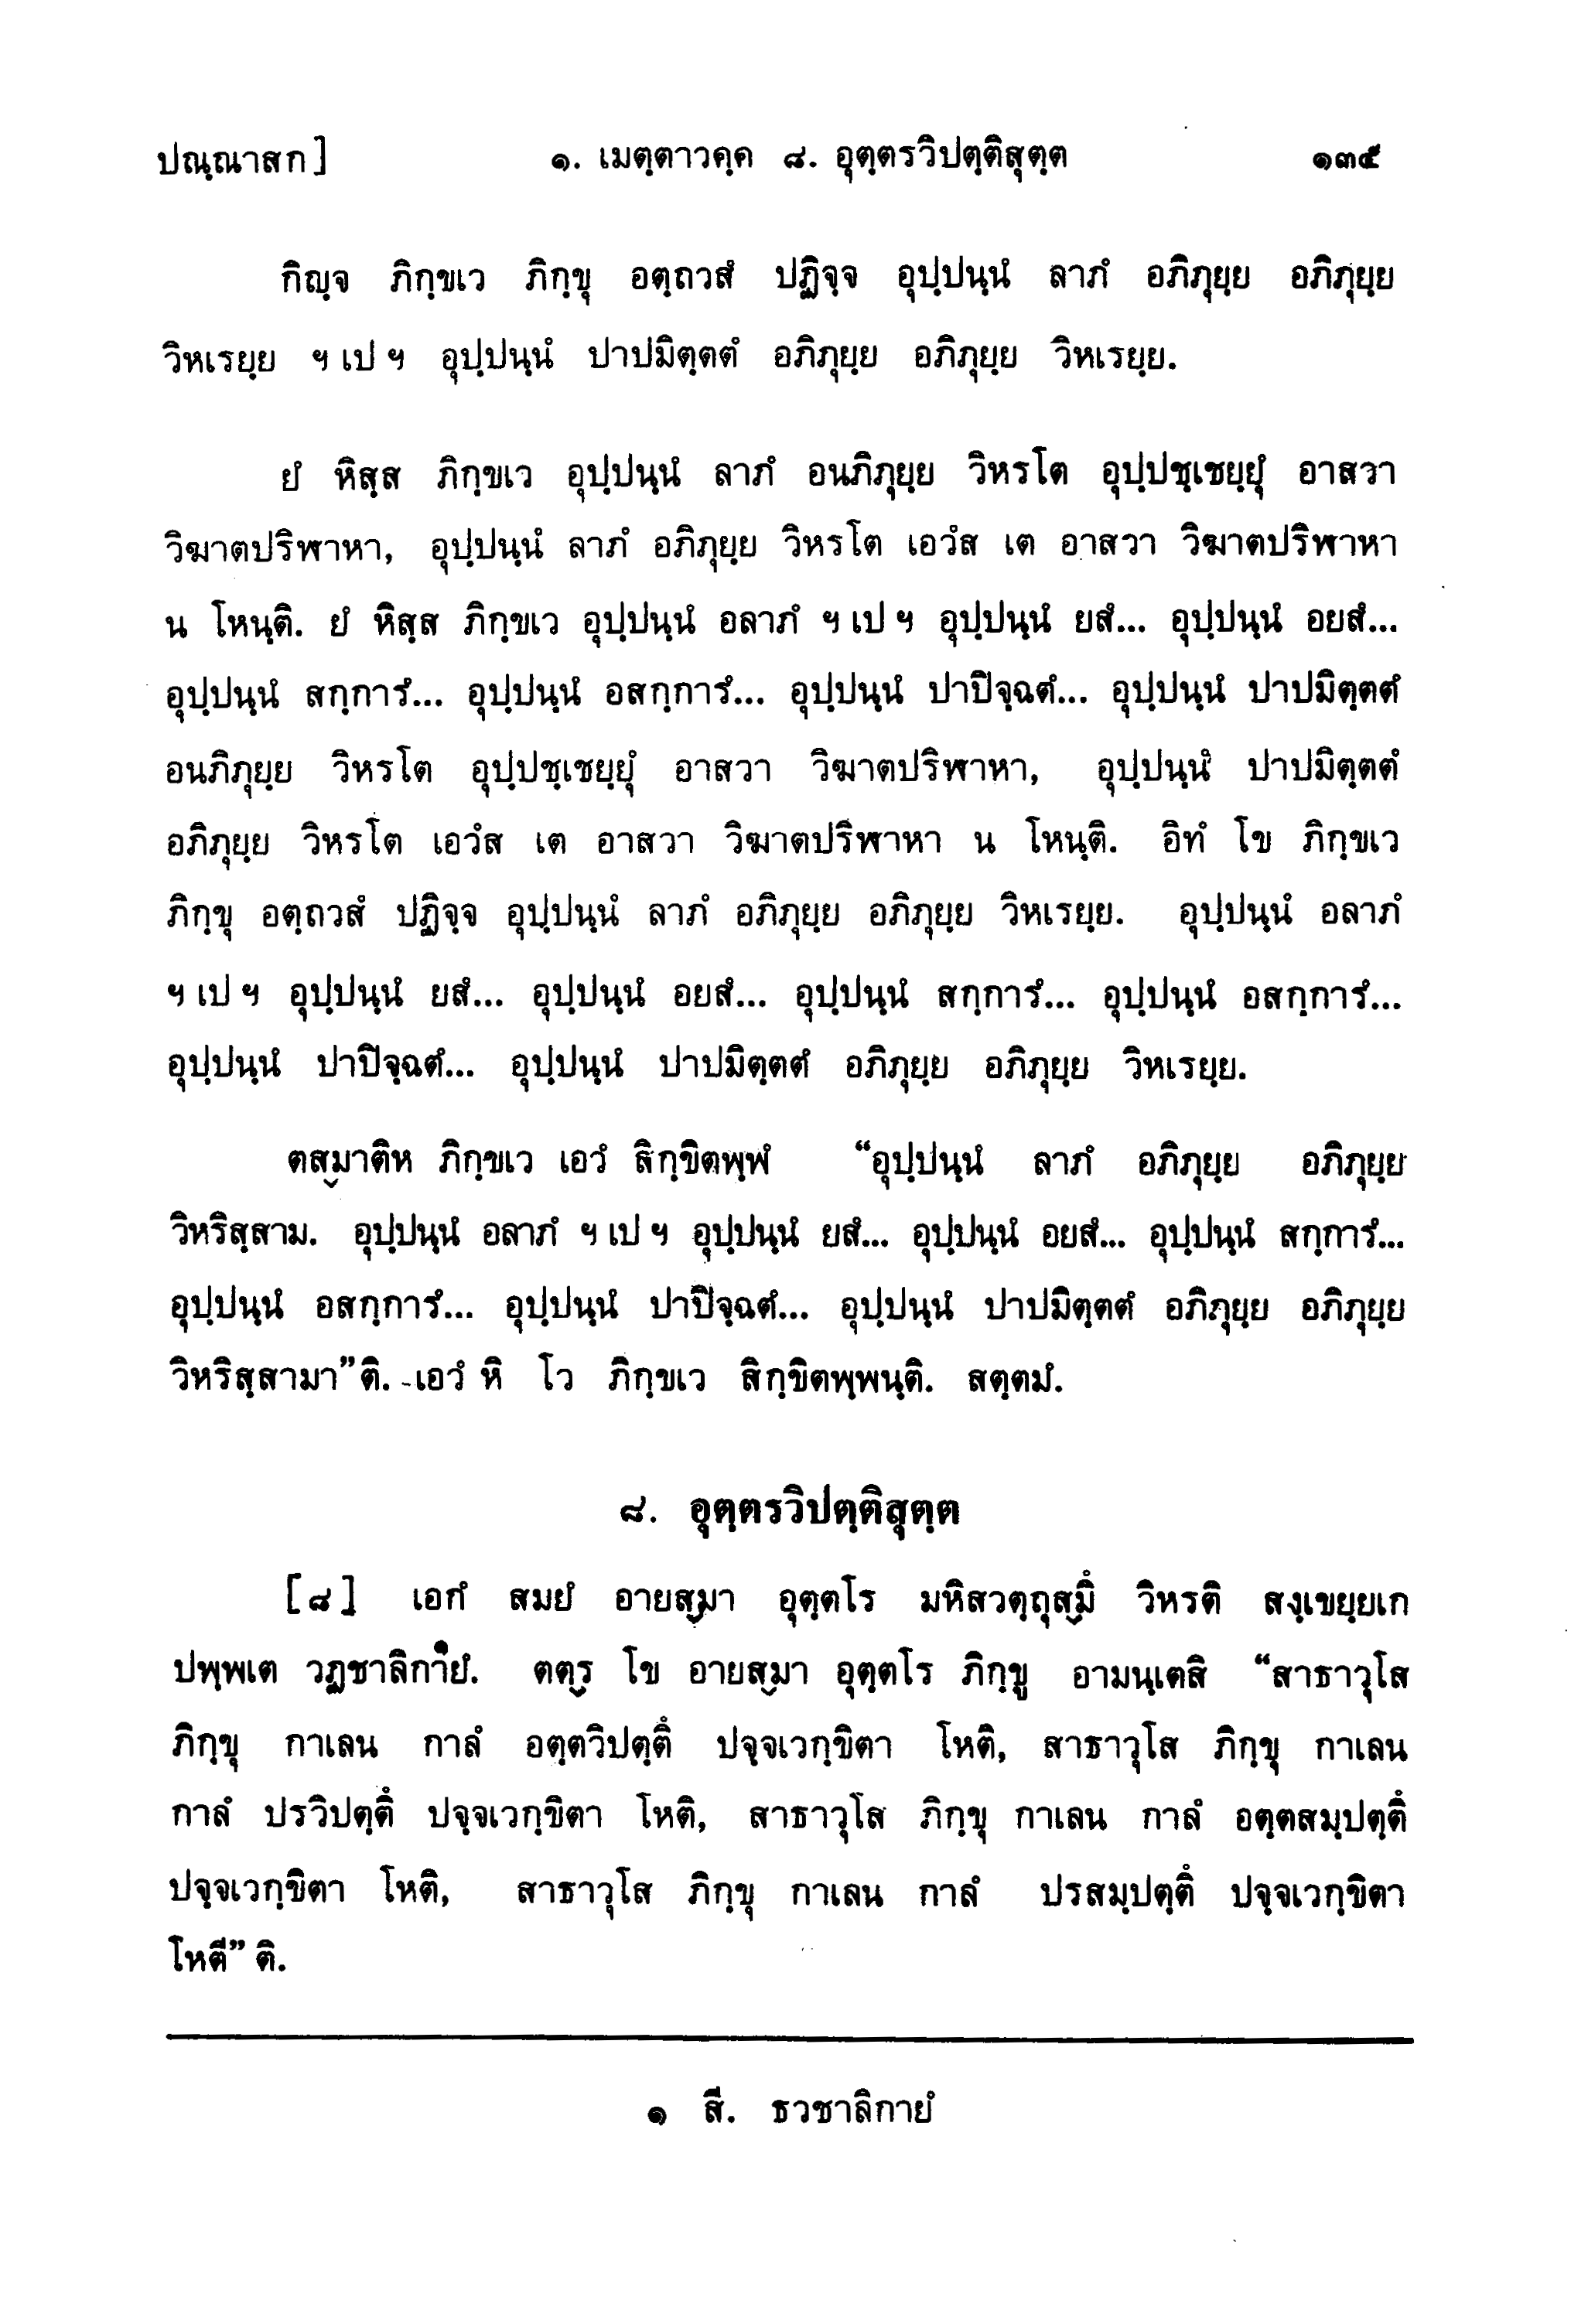 ปณฺณาสก]  ๑. เมตฺตาวคฺค ๘. อุตฺตรวิปตฺติสุตฺต  ๑๓๕
กิญฺจ ภิกฺขเว ภิกฺขุ อตฺถวสํ ปฏิจฺจ อุปฺปนฺนํ ลาภํ อภิภุยฺย อภิภุยฺย
วิหเรยฺย ฯ เป ฯ อุปฺปนฺนํ ปาปมิตฺตตํ อภิภุยฺย อภิภุยฺย วิหเรยฺย.
ยํ หิสฺส ภิกฺขเว อุปฺปนฺนํ ลาภํ อนภิภุยฺย วิหรโต อุปฺปชฺเชยฺยุํ อาสวา
วิฆาตปริฬาหา, อุปฺปนฺนํ ลาภํ อภิภุยฺย วิหรโต เอวํส เต อาสวา วิฆาตปริฬาหา
น โหนฺติ. ยํ หิสฺส ภิกฺขเว อุปฺปนฺนํ อลาภํ ฯ เป ฯ อุปฺปนฺนํ ยสํ... อุปฺปนฺนํ อยสํ...
อุปฺปนฺนํ สกฺการํ... อุปฺปนฺนํ อสกฺการํ... อุปฺปนฺนํ ปาปิจฺฉตํ... อุปฺปนฺนํ ปาปมิตฺตตํ
อนภิภุยฺย วิหรโต อุปฺปชฺเชยฺยุํ อาสวา วิฆาตปริฬาหา, อุปฺปนฺนํ ปาปมิตฺตตํ
อภิภุยฺย วิหรโต เอวํส เต อาสวา วิฆาตปริฬาหา น โหนฺติ. อิทํ โข ภิกฺขเว
ภิกฺขุ อตฺถวสํ ปฏิจฺจ อุปฺปนฺนํ ลาภํ อภิภุยฺย อภิภุยฺย วิหเรยฺย. อุปฺปนฺนํ อลาภํ
ฯ เป ฯ อุปฺปนฺนํ ยสํ... อุปฺปนฺนํ อยสํ... อุปฺปนฺนํ สกฺการํ... อุปฺปนฺนํ อสกฺการํ...
อุปฺปนฺนํ ปาปิจฺฉตํ... อุปฺปนฺนํ ปาปมิตฺตตํ อภิภุยฺย อภิภุยฺย วิหเรยฺย.
ตสฺมาติห ภิกฺขเว เอวํ สิกฺขิตพฺพํ “อุปฺปนฺนํ ลาภํ อภิภุยฺย อภิภุยฺย
วิหริสฺสาม. อุปฺปนฺนํ อลาภํ ฯ เป ฯ อุปฺปนฺนํ ยสํ... อุปฺปนฺนํ อยสํ... อุปฺปนฺนํ สกฺการํ...
อุปฺปนฺนํ อสกฺการํ... อุปฺปนฺนํ ปาปิจฺฉตํ... อุปฺปนฺนํ ปาปมิตฺตตํ อภิภุยฺย อภิภุยฺย
วิหริสฺสามา”ติ. เอวํ หิ โว ภิกฺขเว สิกฺขิตพฺพนฺติ. สตฺตมํ.
๘. อุตฺตรวิปตฺติสุตฺต
[๘] เอกํ สมยํ อายสฺมา อุตฺตโร มหิสวตฺถุสฺมึ วิหรติ สงฺเขยฺยเก
ปพฺพเต วฏชาลิกา๑ยํ. ตตฺร โข อายสฺมา อุตฺตโร ภิกฺขู อามนฺเตสิ “สาธาวุโส
ภิกฺขุ กาเลน กาลํ อตฺตวิปตฺตึ ปจฺจเวกฺขิตา โหติ, สาธาวุโส ภิกฺขุ กาเลน
กาลํ ปรวิปตฺตึ ปจฺจเวกฺขิตา โหติ, สาธาวุโส ภิกฺขุ กาเลน กาลํ อตฺตสมฺปตฺตึ
ปจฺจเวกฺขิตา โหติ, สาธาวุโส ภิกฺขุ กาเลน กาลํ ปรสมฺปตฺตึ ปจฺจเวกฺขิตา
โหตี” ติ.
๑ สี. ธวชาลิกายํ